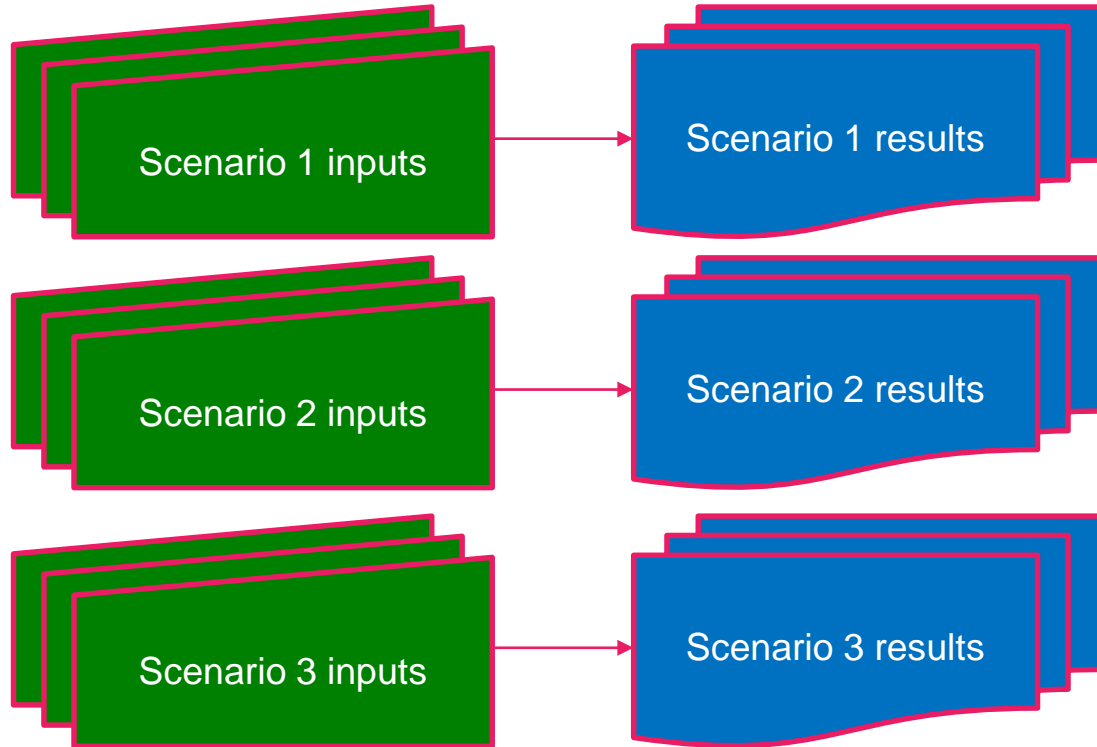 Scenario 1 inputs
Scenario 1 results
Scenario 2 inputs
Scenario 2 results
Scenario 3 inputs
Scenario 3 results